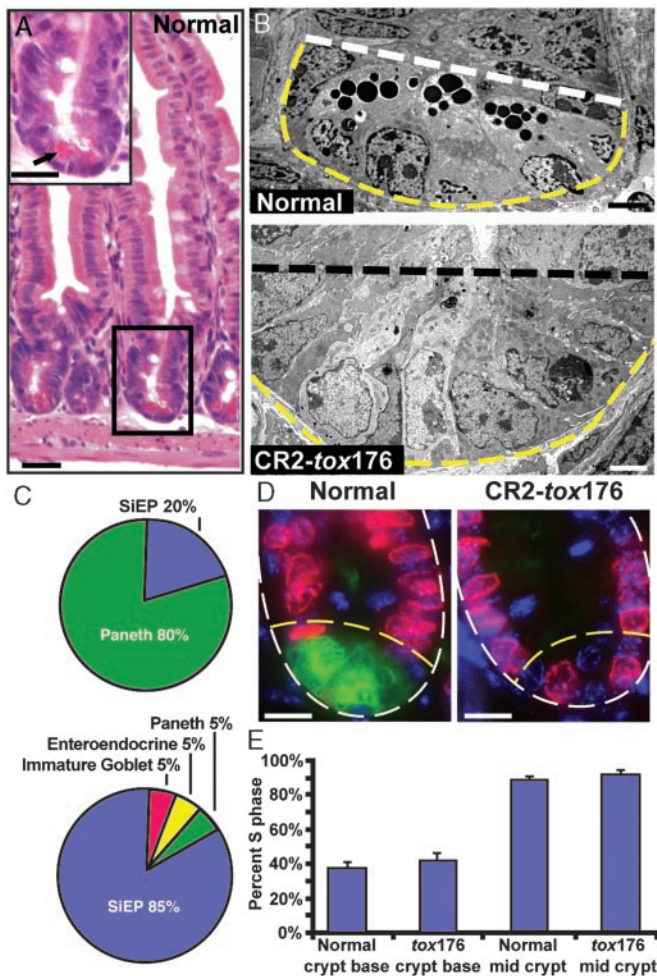 A
Normal
B
Normal
CR2-tox176
C
SiEP 20%
Paneth 80%
Paneth 5%
Enteroendocrine 5%
Immature Goblet 5%
SiEP 85%
D
Normal
CR2-tox176
E
Percent S phase
100%
80%
60%
40%
20%
0%
Normal crypt base
tox176 crypt base
Normal mid crypt
tox176 mid crypt